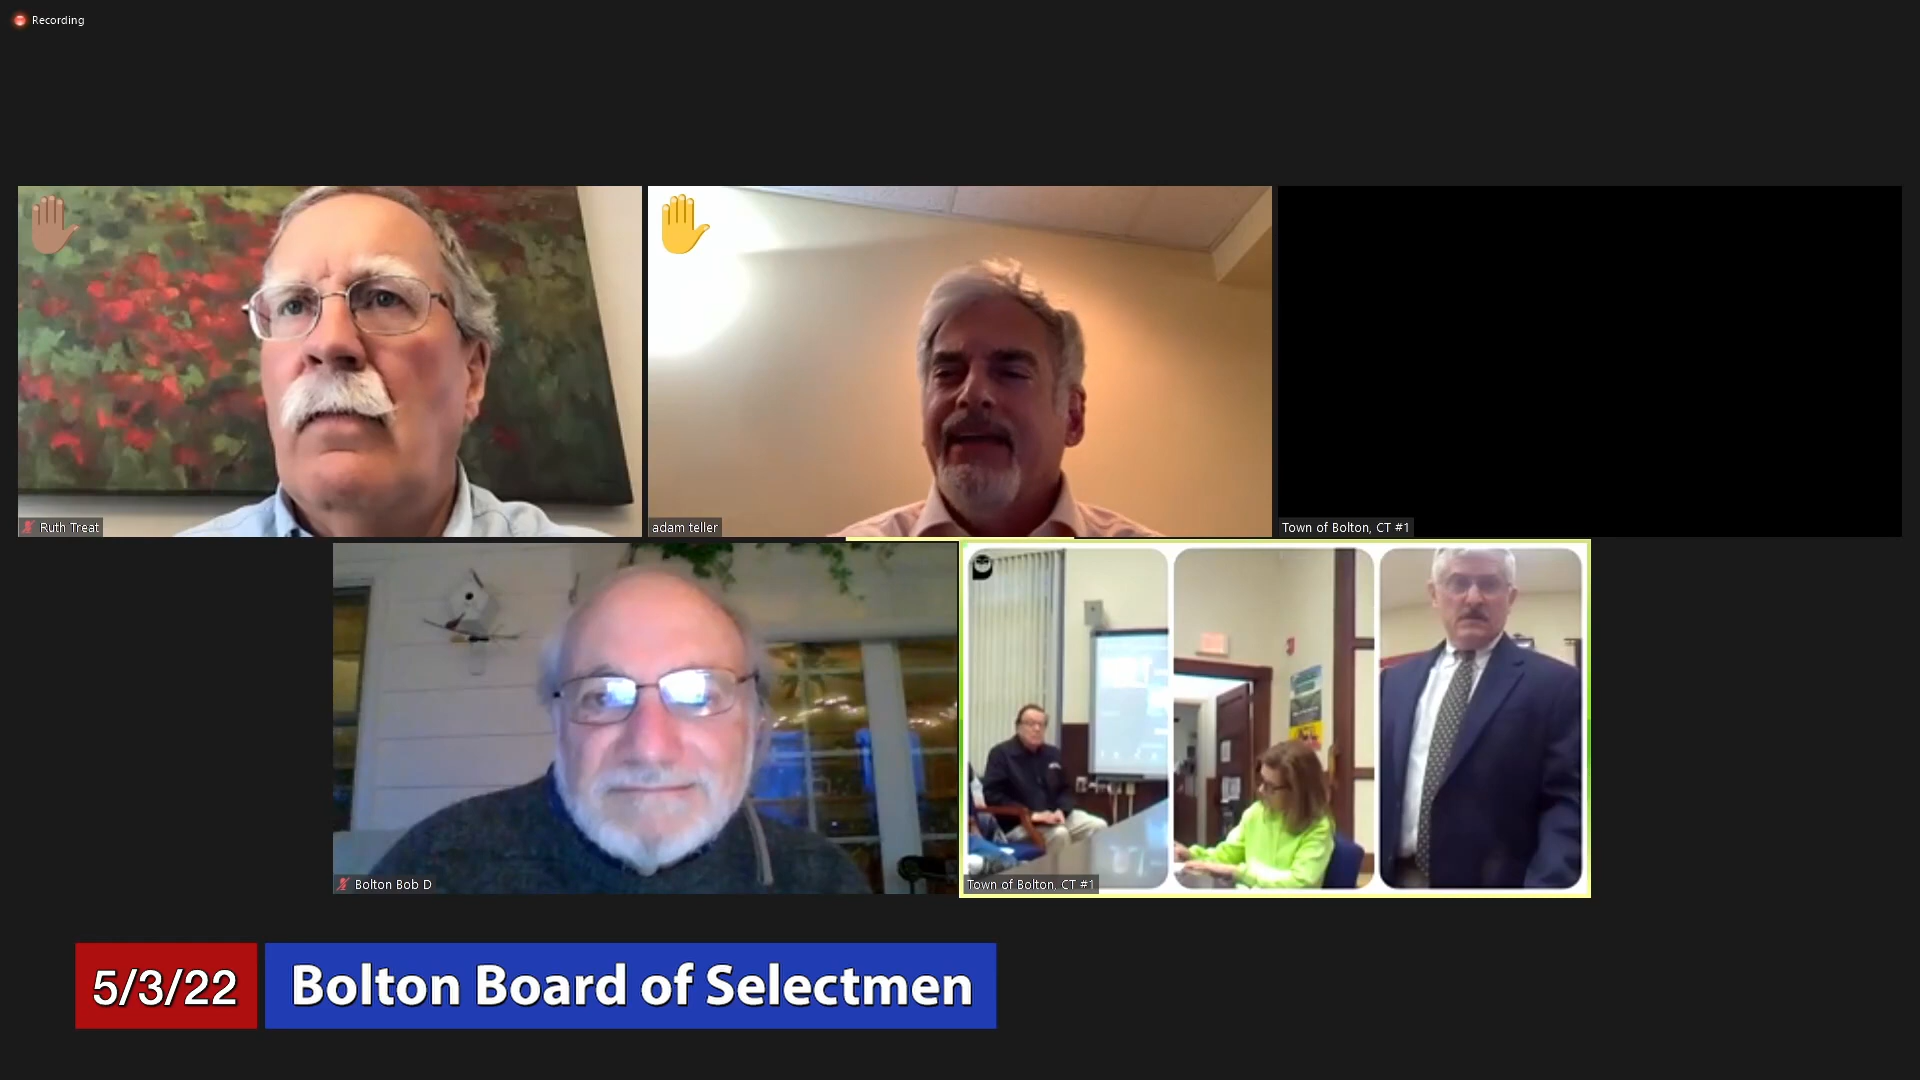 Recording
Ruth Treat
adam teller
Town of Bolton, CT #1
Bolton Bob D
Town of Bolton, CT #1
5/3/22
Bolton Board of Selectmen